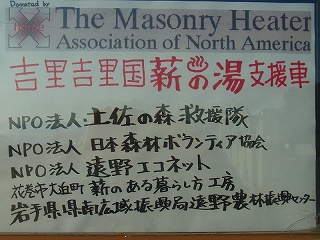 Donated by
The Masonry Heater
Association of North America
吉里吉里国薪の湯支援車
NPO法人・土佐の森 救援隊
NPO法人 日本森林ボランティア協会
NPO法人 遠野エコネット
花巻市大迫町 薪のある暮らし方工房
岩手県県南広域振興局遠野農林振興センター